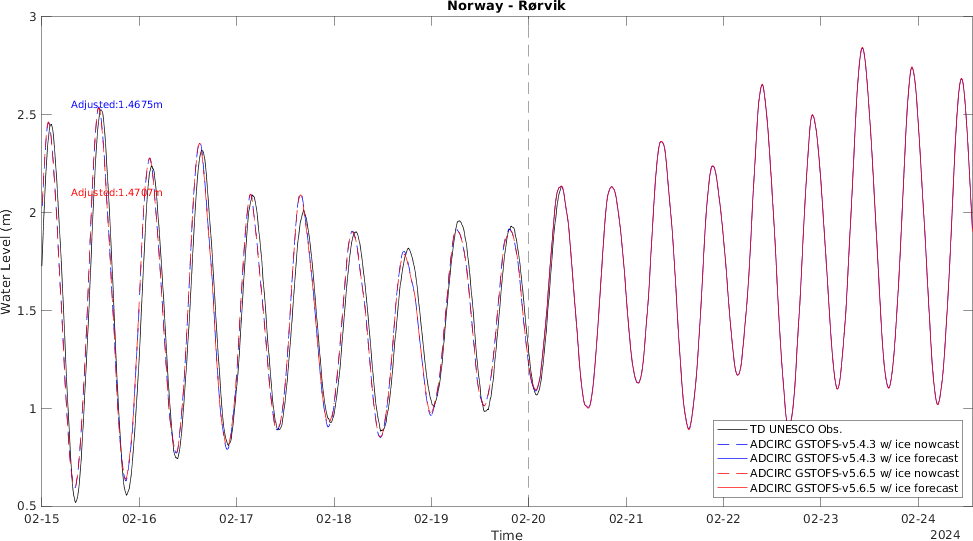 Norway - Rørvik
3
2.5
2
1.5
1
0.5
Water Level (m)
Adjusted:1.4675m
Adjusted:1.4707m
TD UNESCO Obs.
ADCIRC GSTOFS-v5.4.3 w/ ice nowcast
ADCIRC GSTOFS-v5.4.3 w/ ice forecast
ADCIRC GSTOFS-v5.6.5 w/ ice nowcast
ADCIRC GSTOFS-v5.6.5 w/ ice forecast
02-15 02-16 02-17 02-18 02-19 02-20 02-21 02-22 02-23 02-24
Time
2024